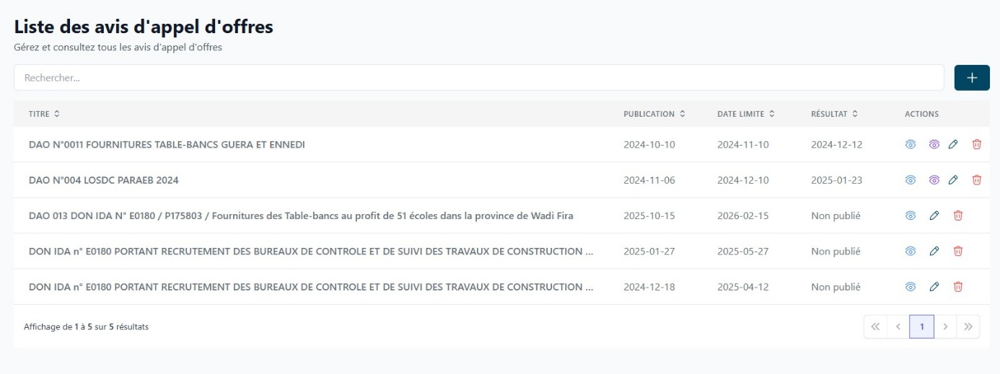 Liste des avis d'appel d'offres
Gérez et consultez tous les avis d'appel d'offres
Rechercher...
TITRE PUBLICATION DATE LIMITE RÉSULTAT ACTIONS
DAO N°0011 FOURNITURES TABLE-BANCS GUERA ET ENNEDI 2024-10-10 2024-11-10 2024-12-12
DAO N°004 LOSDC PARAEB 2024 2024-11-06 2024-12-10 2025-01-23
DAO 013 DON IDA N° E0180 / P175803 / Fournitures des Table-bancs au profit de 51 écoles dans la province de Wadi Fira 2025-10-15 2026-02-15 Non publié
DON IDA n° E0180 PORTANT RECRUTEMENT DES BUREAUX DE CONTROLE ET DE SUIVI DES TRAVAUX DE CONSTRUCTION ... 2025-01-27 2025-05-27 Non publié
DON IDA n° E0180 PORTANT RECRUTEMENT DES BUREAUX DE CONTROLE ET DE SUIVI DES TRAVAUX DE CONSTRUCTION ... 2024-12-18 2025-04-12 Non publié
Affichage de 1 à 5 sur 5 résultats « ‹ 1 › »